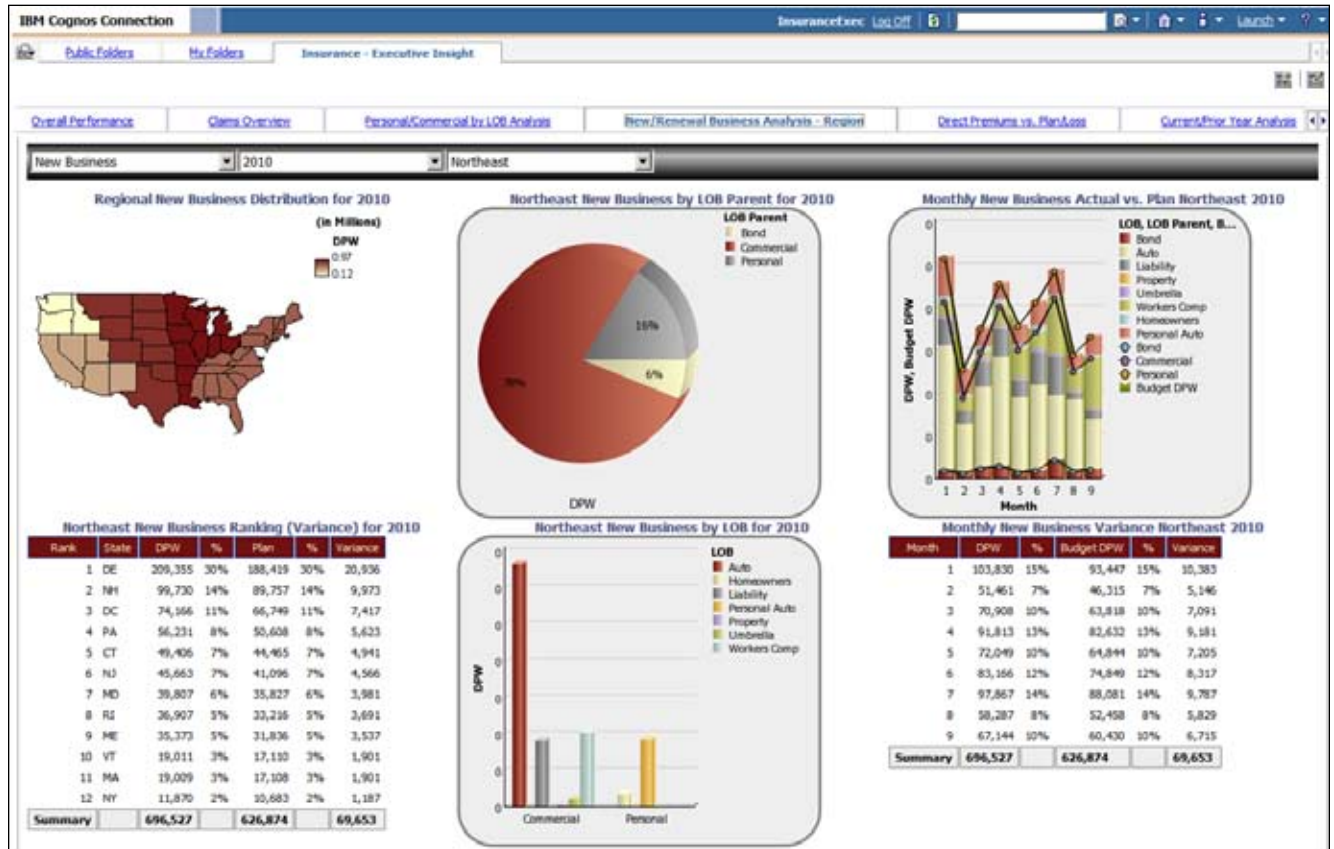 IBM Cognos Connection
InsuranceExec Log Off Launch ?
Public Folders My Folders Insurance - Executive Insight
Overall Performance Claims Overview Personal/Commercial by LOB Analysis New/Renewal Business Analysis - Region Direct Premiums vs. Plan/Loss Current/Prior Year Analysis
New Business 2010 Northeast
Regional New Business Distribution for 2010
(in Millions)
DPW
0.97
0.12
Northeast New Business by LOB Parent for 2010
LOB Parent
Bond
Commercial
Personal
16%
6%
DPW
Monthly New Business Actual vs. Plan Northeast 2010
LOB, LOB Parent, B...
Bond
Auto
Liability
Property
Umbrella
Workers Comp
Homeowners
Personal Auto
Bond
Commercial
Personal
Budget DPW
DPW, Budget DPW
0
0
0
0
0
0
0
1 2 3 4 5 6 7 8 9
Month
Northeast New Business Ranking (Variance) for 2010
Rank State DPW % Plan % Variance
1 DE 209,355 30% 188,419 30% 20,936
2 NH 99,730 14% 89,757 14% 9,973
3 DC 74,166 11% 66,749 11% 7,417
4 PA 56,231 8% 50,608 8% 5,623
5 CT 49,406 7% 44,465 7% 4,941
6 NJ 45,663 7% 41,096 7% 4,566
7 MD 39,807 6% 35,827 6% 3,981
8 RI 36,907 5% 33,216 5% 3,691
9 ME 35,373 5% 31,836 5% 3,537
10 VT 19,011 3% 17,110 3% 1,901
11 MA 19,009 3% 17,108 3% 1,901
12 NY 11,870 2% 10,683 2% 1,187
Summary 696,527 626,874 69,653
Northeast New Business by LOB for 2010
LOB
Auto
Homeowners
Liability
Personal Auto
Property
Umbrella
Workers Comp
DPW
0
0
0
0
0
0
0
Commercial Personal
Monthly New Business Variance Northeast 2010
Month DPW % Budget DPW % Variance
1 103,830 15% 93,447 15% 10,383
2 51,461 7% 46,315 7% 5,146
3 70,908 10% 63,818 10% 7,091
4 91,813 13% 82,632 13% 9,181
5 72,049 10% 64,844 10% 7,205
6 83,166 12% 74,849 12% 8,317
7 97,867 14% 88,081 14% 9,787
8 58,287 8% 52,458 8% 5,829
9 67,144 10% 60,430 10% 6,715
Summary 696,527 626,874 69,653